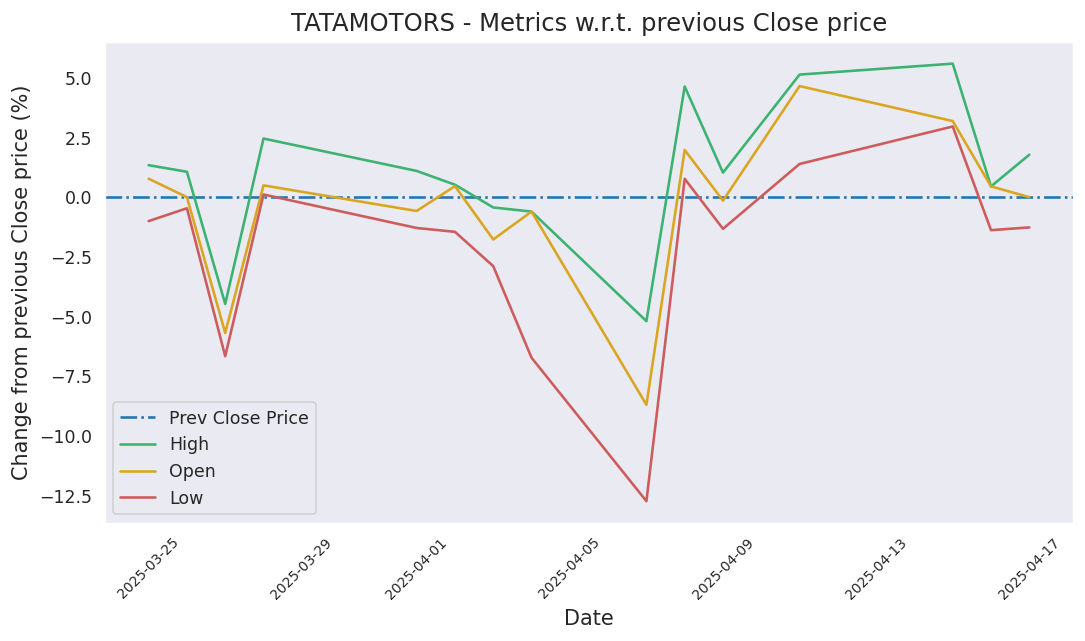 TATAMOTORS - Metrics w.r.t. previous Close price
Change from previous Close price (%)
5.0
2.5
0.0
−2.5
−5.0
−7.5
−10.0
−12.5
Prev Close Price
High
Open
Low
2025-03-25
2025-03-29
2025-04-01
2025-04-05
2025-04-09
2025-04-13
2025-04-17
Date